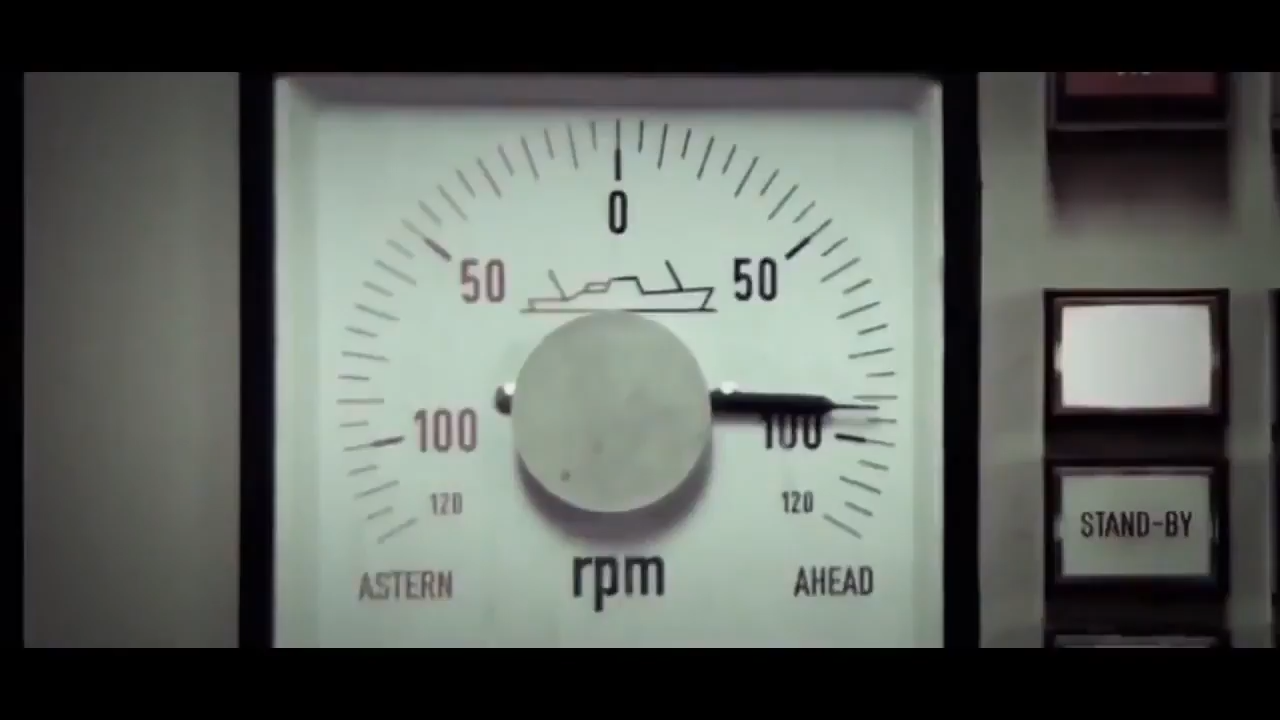 0
50 50
100 100
120 120
ASTERN rpm AHEAD
STAND-BY